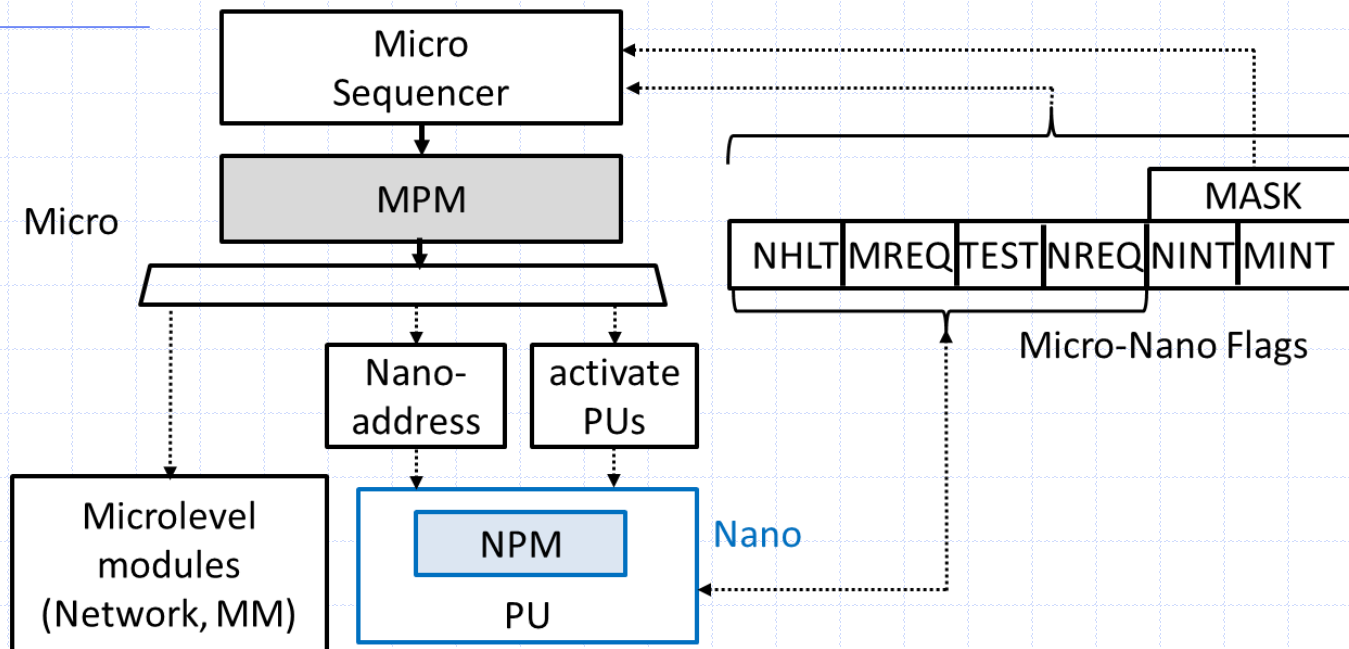 Micro
Sequencer
MPM
Micro
MASK
NHLT MREQ TEST NREQ NINT MINT
Micro-Nano Flags
Nano-
address
activate
PUs
Microlevel
modules
(Network, MM)
NPM
PU
Nano